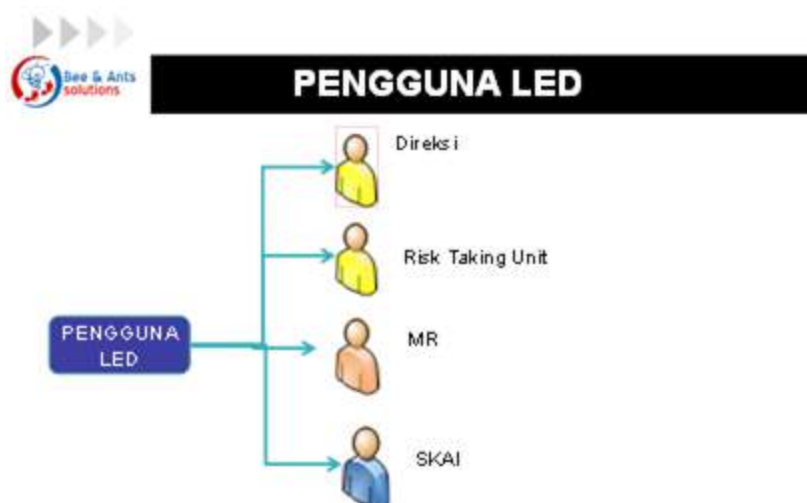 Bee & Ants
solutions
PENGGUNA LED
Direksi
Risk Taking Unit
PENGGUNA
LED
MR
SKAI